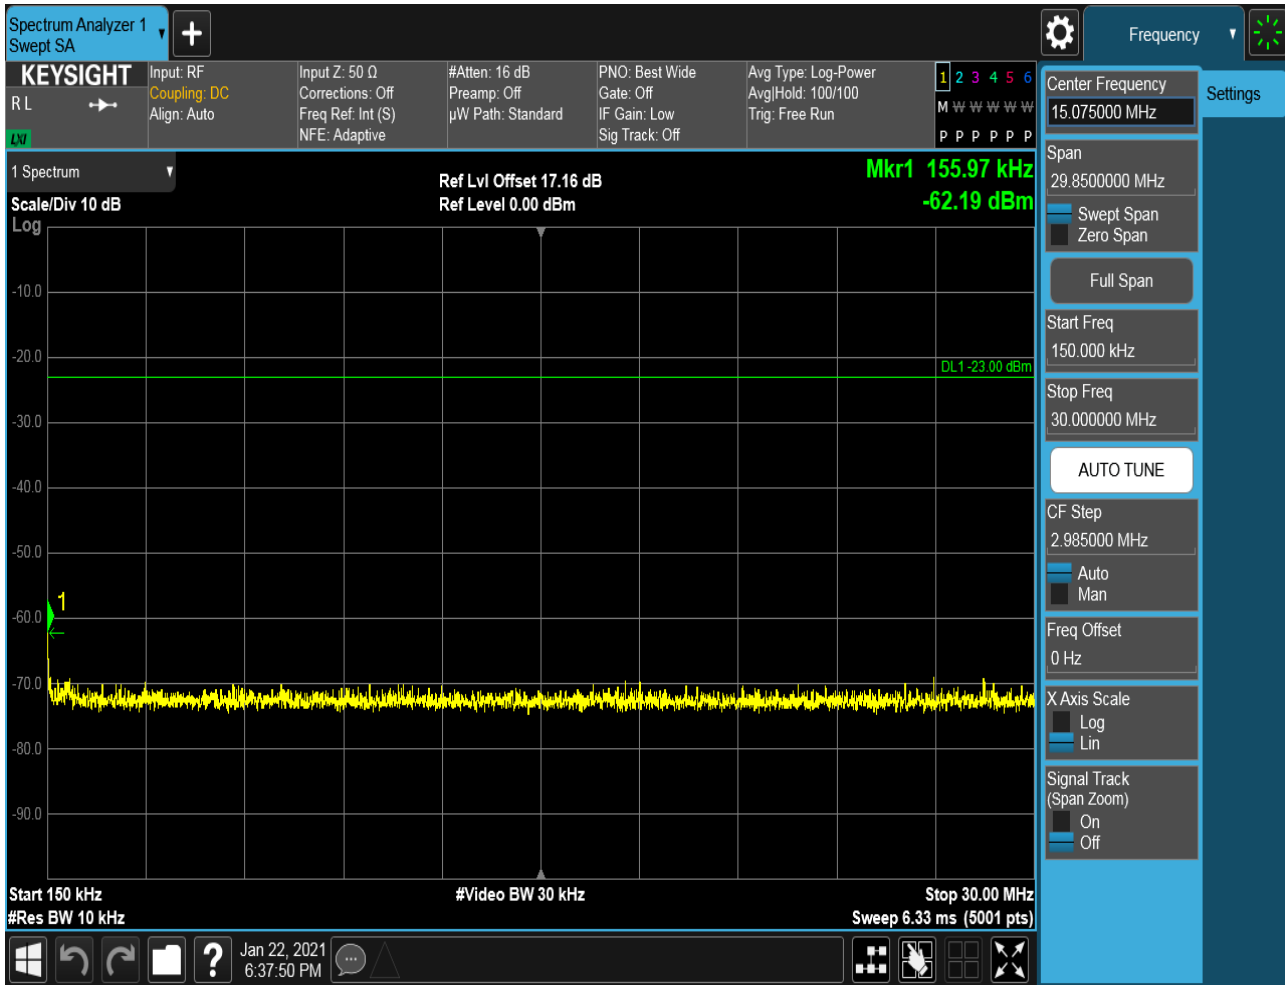 Spectrum Analyzer 1
Swept SA
+
Frequency
KEYSIGHT
R L
LXI
Input: RF
Coupling: DC
Align: Auto
Input Z: 50 Ω
Corrections: Off
Freq Ref: Int (S)
NFE: Adaptive
#Atten: 16 dB
Preamp: Off
µW Path: Standard
PNO: Best Wide
Gate: Off
IF Gain: Low
Sig Track: Off
Avg Type: Log-Power
Avg|Hold: 100/100
Trig: Free Run
1 2 3 4 5 6
M W W W W W
P P P P P P
1 Spectrum
Scale/Div 10 dB
Log
Ref Lvl Offset 17.16 dB
Ref Level 0.00 dBm
Mkr1 155.97 kHz
-62.19 dBm
-10.0
-20.0
DL1 -23.00 dBm
-30.0
-40.0
-50.0
1
-60.0
-70.0
-80.0
-90.0
Start 150 kHz
#Res BW 10 kHz
#Video BW 30 kHz
Stop 30.00 MHz
Sweep 6.33 ms (5001 pts)
?
Jan 22, 2021
6:37:50 PM
Center Frequency
15.075000 MHz
Settings
Span
29.8500000 MHz
Swept Span
Zero Span
Full Span
Start Freq
150.000 kHz
Stop Freq
30.000000 MHz
AUTO TUNE
CF Step
2.985000 MHz
Auto
Man
Freq Offset
0 Hz
X Axis Scale
Log
Lin
Signal Track
(Span Zoom)
On
Off